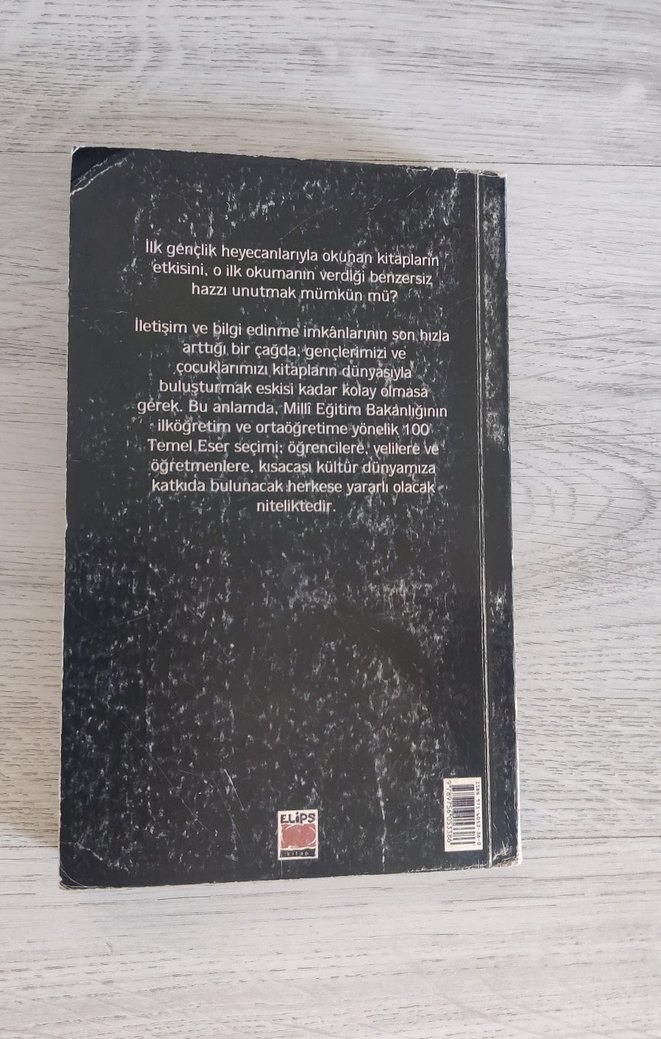 İlk gençlik heyecanlarıyla okunan kitapların
etkisini, o ilk okumanın verdiği benzersiz
hazzı unutmak mümkün mü?
İletişim ve bilgi edinme imkânlarının son hızla
arttığı bir çağda, gençlerimizi ve
çocuklarımızı kitapların dünyasıyla
buluşturmak eskisi kadar kolay olmasa
gerek. Bu anlamda, Millî Eğitim Bakanlığının
ilköğretim ve ortaöğretime yönelik 100
Temel Eser seçimi; öğrencilere, velilere ve
öğretmenlere, kısacası kültür dünyamıza
katkıda bulunacak herkese yararlı olacak
niteliktedir.
ELİPS
kitap